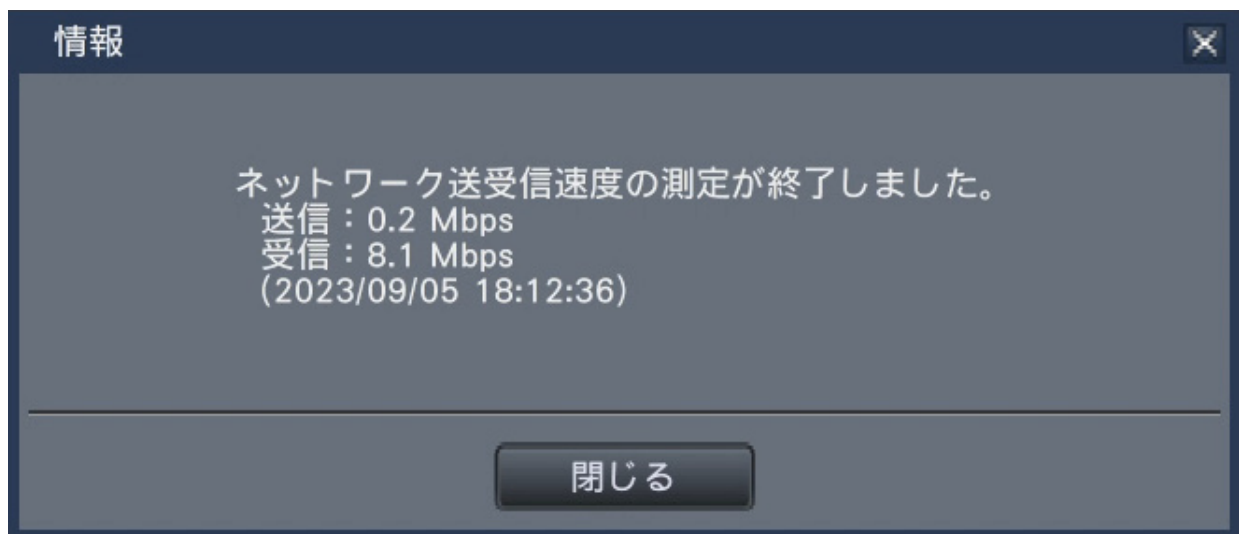 情報
ネットワーク送受信速度の測定が終了しました。
送信：0.2 Mbps
受信：8.1 Mbps
(2023/09/05 18:12:36)
閉じる